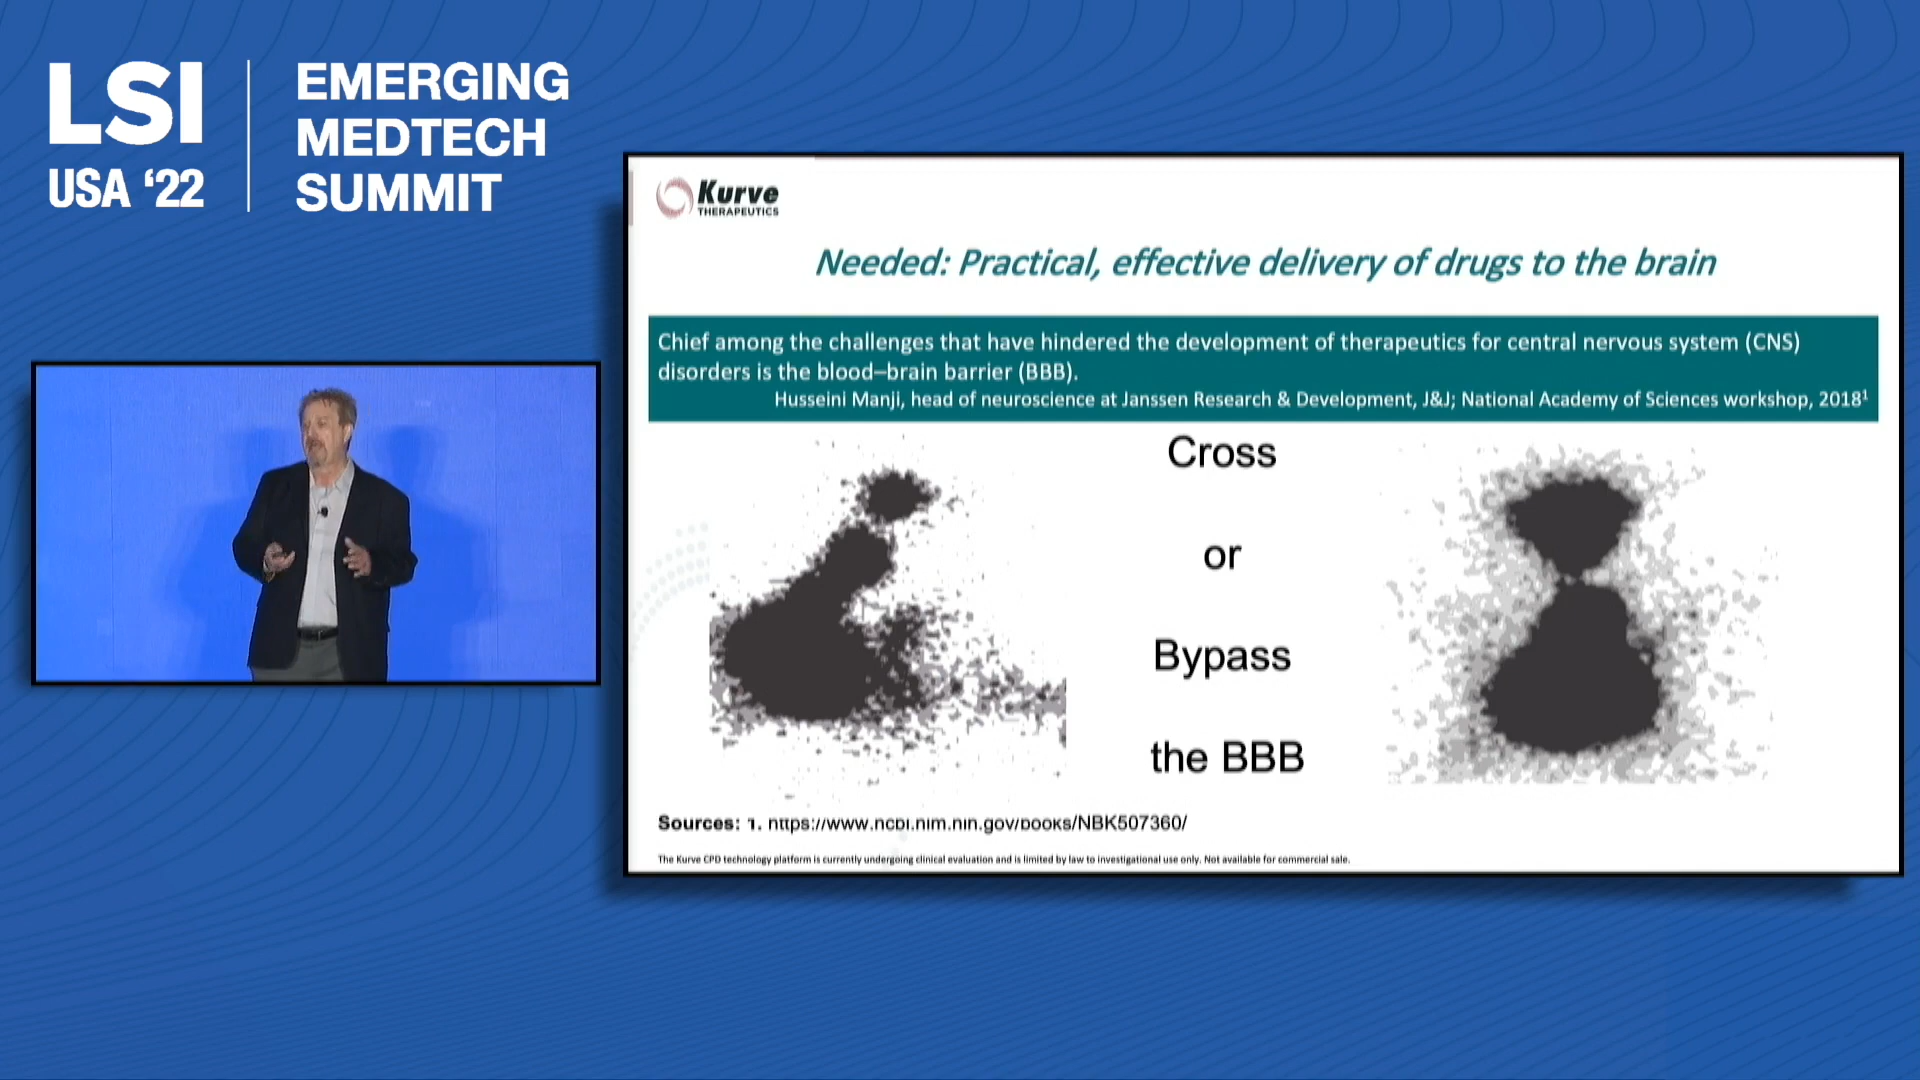 LSI
USA ‘22
EMERGING
MEDTECH
SUMMIT
Kurve
THERAPEUTICS
Needed: Practical, effective delivery of drugs to the brain
Chief among the challenges that have hindered the development of therapeutics for central nervous system (CNS)
disorders is the blood–brain barrier (BBB).
Husseini Manji, head of neuroscience at Janssen Research & Development, J&J; National Academy of Sciences workshop, 2018¹
Cross
or
Bypass
the BBB
Sources: 1. https://www.ncbi.nlm.nih.gov/books/NBK507360/
The Kurve CPD technology platform is currently undergoing clinical evaluation and is limited by law to investigational use only. Not available for commercial sale.